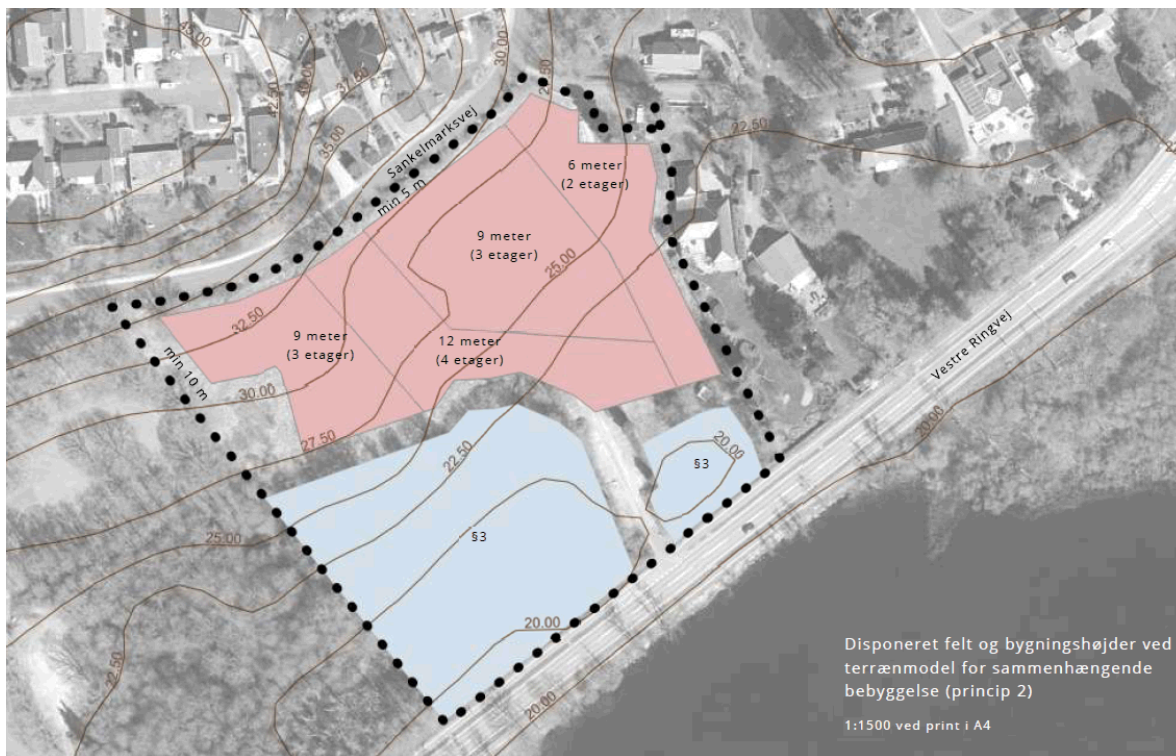 45.00
42.50
40.00
37.50
35.00
30.00
27.50
Sankelmarksvej
min 5 m
22.50
6 meter
(2 etager)
9 meter
(3 etager)
25.00
32.50
9 meter
(3 etager)
12 meter
(4 etager)
min 10 m
30.00
27.50
22.50
20.00
§3
Vestre Ringvej
20.00
25.00
§3
20.00
22.50
20.00
Disponeret felt og bygningshøjder ved
terrænmodel for sammenhængende
bebyggelse (princip 2)
1:1500 ved print i A4